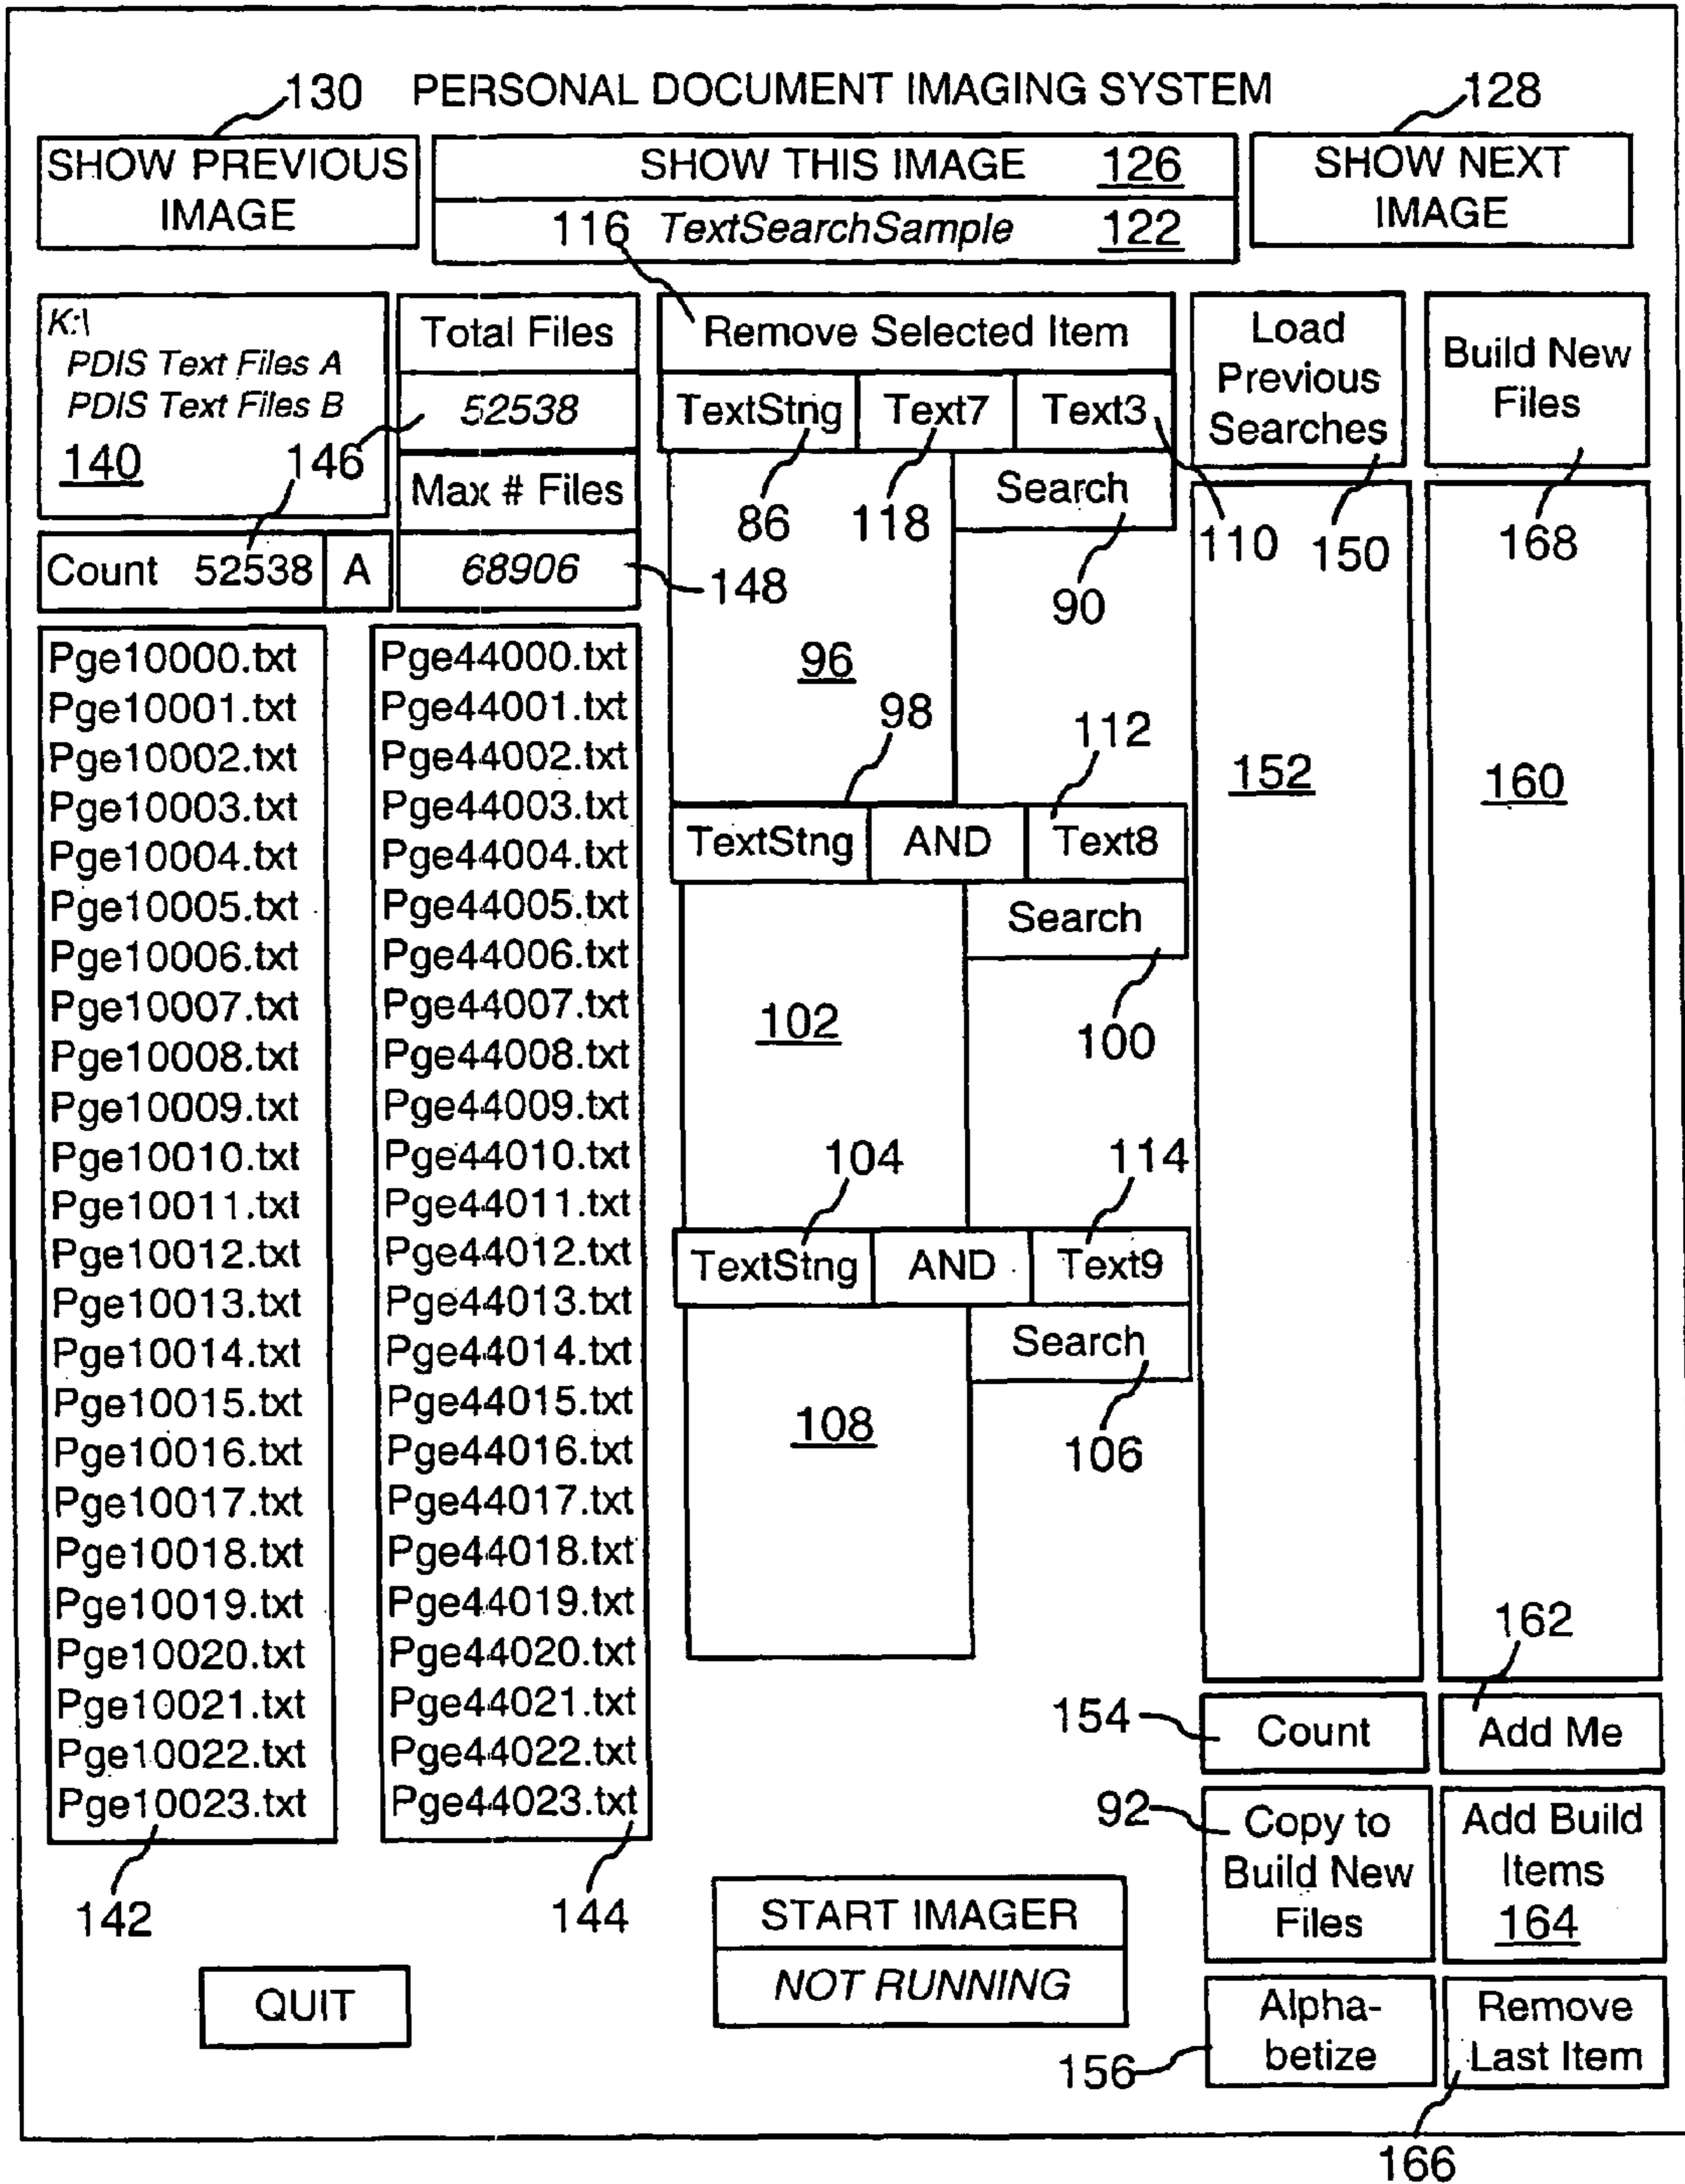 130 PERSONAL DOCUMENT IMAGING SYSTEM 128
SHOW PREVIOUS
IMAGE
SHOW THIS IMAGE 126
116 TextSearchSample 122
SHOW NEXT
IMAGE
K:\
PDIS Text Files A
PDIS Text Files B
140 146
Count 52538 A
Total Files
52538
Max # Files
68906
148
Remove Selected Item
TextStng Text7 Text3
86 118 Search 110
90
96
98 112
TextStng AND Text8
Search
102 100
104 114
TextStng AND Text9
Search
108 106
Load
Previous
Searches
150
152
Build New
Files
168
160
162
Pge10000.txt
Pge10001.txt
Pge10002.txt
Pge10003.txt
Pge10004.txt
Pge10005.txt
Pge10006.txt
Pge10007.txt
Pge10008.txt
Pge10009.txt
Pge10010.txt
Pge10011.txt
Pge10012.txt
Pge10013.txt
Pge10014.txt
Pge10015.txt
Pge10016.txt
Pge10017.txt
Pge10018.txt
Pge10019.txt
Pge10020.txt
Pge10021.txt
Pge10022.txt
Pge10023.txt
142
Pge44000.txt
Pge44001.txt
Pge44002.txt
Pge44003.txt
Pge44004.txt
Pge44005.txt
Pge44006.txt
Pge44007.txt
Pge44008.txt
Pge44009.txt
Pge44010.txt
Pge44011.txt
Pge44012.txt
Pge44013.txt
Pge44014.txt
Pge44015.txt
Pge44016.txt
Pge44017.txt
Pge44018.txt
Pge44019.txt
Pge44020.txt
Pge44021.txt
Pge44022.txt
Pge44023.txt
144
154 Count
Add Me
92 Copy to
Build New
Files
Add Build
Items
164
START IMAGER
NOT RUNNING
QUIT
Alpha-
betize
156
Remove
Last Item
166